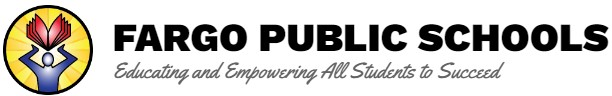 FARGO PUBLIC SCHOOLS
Educating and Empowering All Students to Succeed